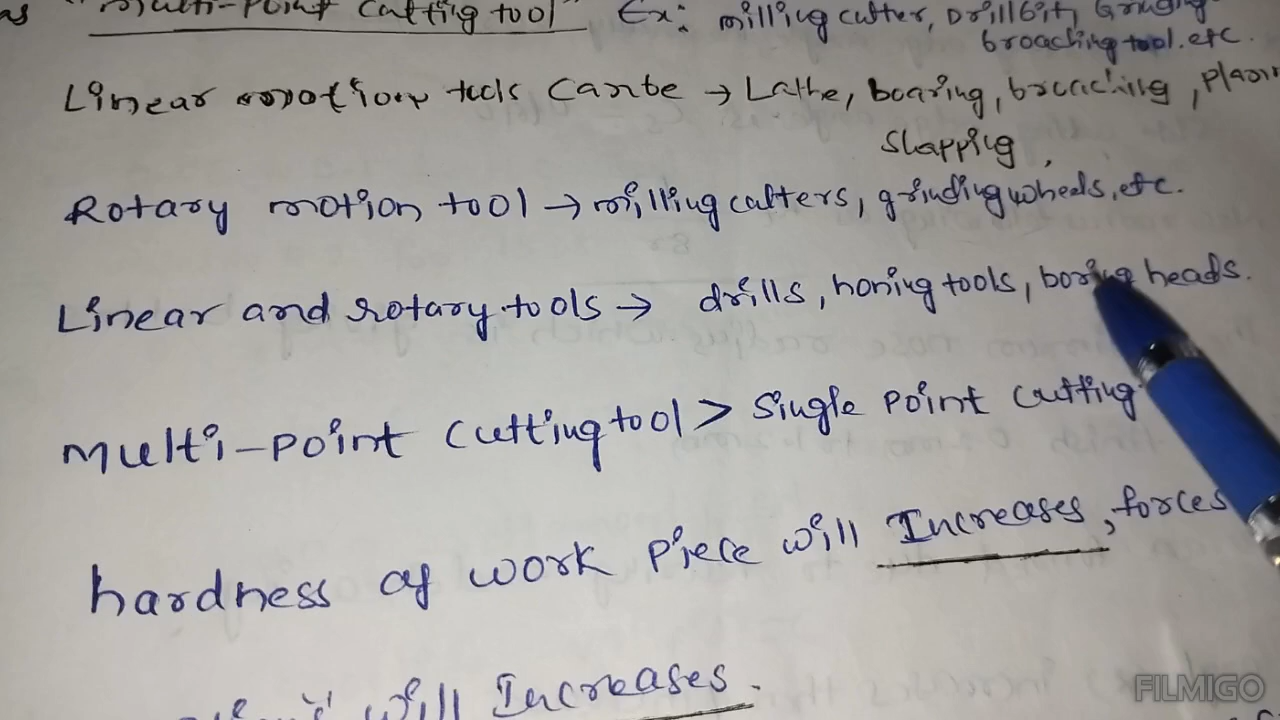 "Multi-Point Cutting tool" Ex: milling cutter, Drill bit,
broaching tool.etc.
Linear motion tools Can be → Lathe, boaring, broaching,
Slapping,
Rotary motion tool → milling cutters, grinding wheels, etc.
Linear and rotary tools → drills, honing tools, boring heads.
Multi-Point Cutting tool > Single Point Cutting
hardness of work Piece will Increases, forces
will Increases.
FILMIGO